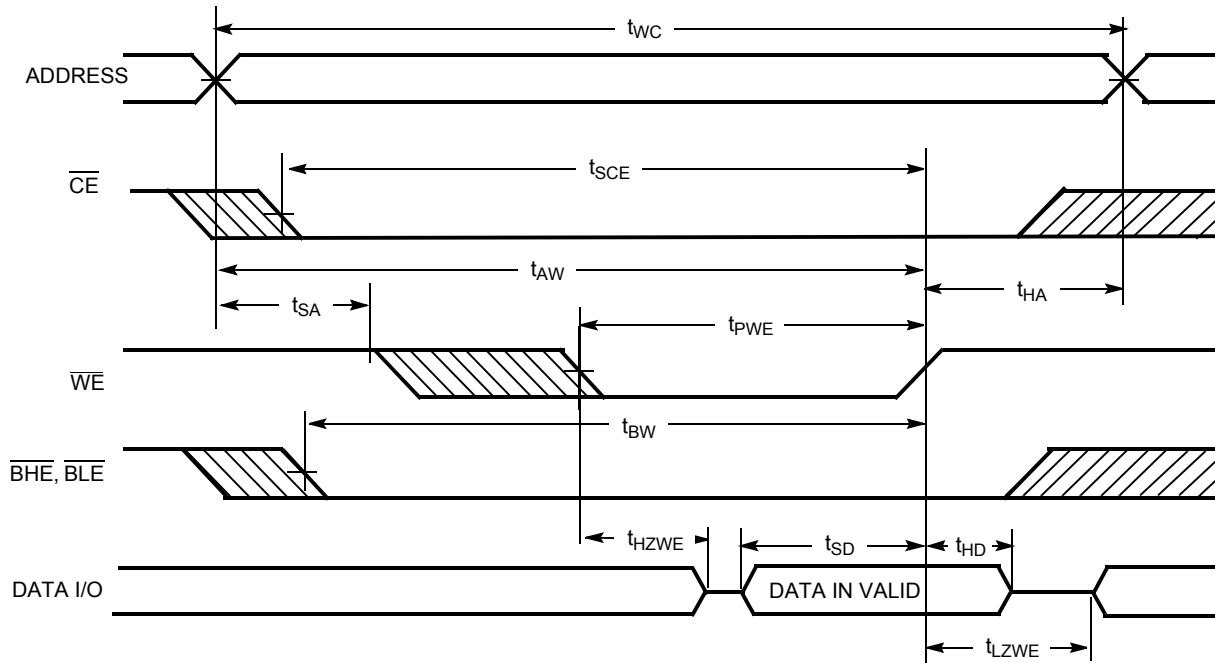 tWC
ADDRESS
tSCE
CE
tAW
tSA
tHA
tPWE
WE
tBW
BHE, BLE
tHZWE
tSD
tHD
DATA I/O
DATA IN VALID
tLZWE